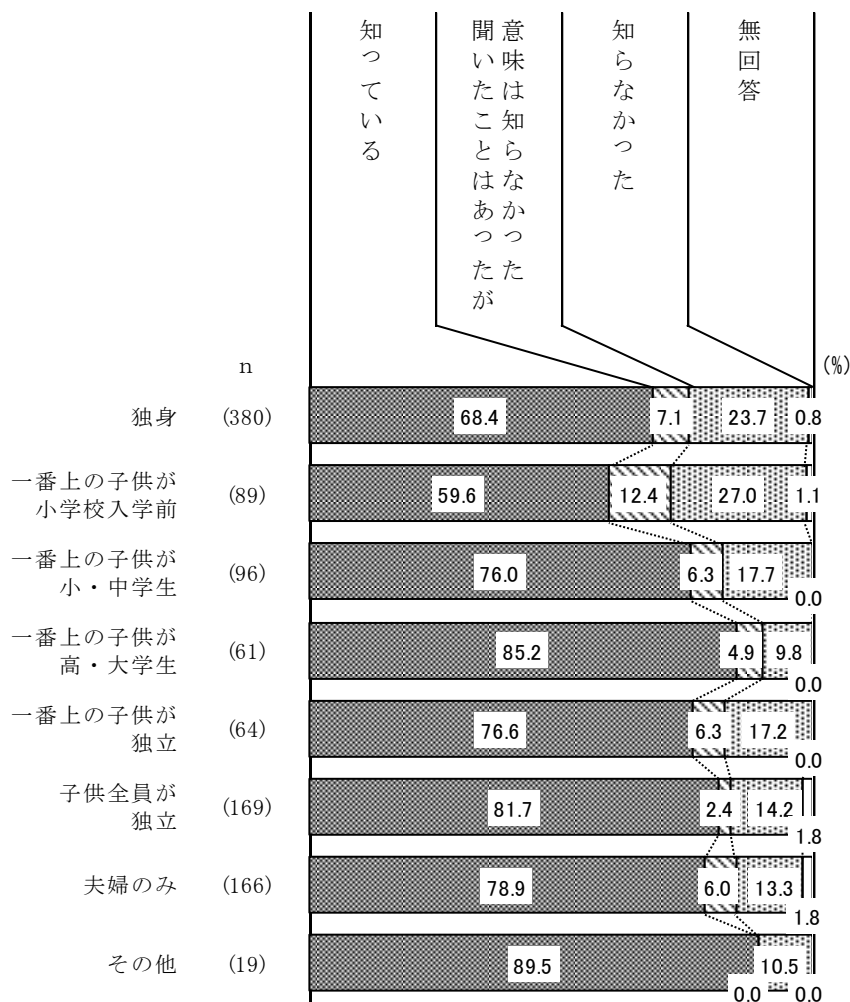 知っている
聞いたことはあったが
意味は知らなかった
知らなかった
無回答
n
(%)
独身 (380) 68.4 7.1 23.7 0.8
一番上の子供が
小学校入学前 (89) 59.6 12.4 27.0 1.1
一番上の子供が
小・中学生 (96) 76.0 6.3 17.7 0.0
一番上の子供が
高・大学生 (61) 85.2 4.9 9.8 0.0
一番上の子供が
独立 (64) 76.6 6.3 17.2 0.0
子供全員が
独立 (169) 81.7 2.4 14.2 1.8
夫婦のみ (166) 78.9 6.0 13.3 1.8
その他 (19) 89.5 0.0 10.5 0.0